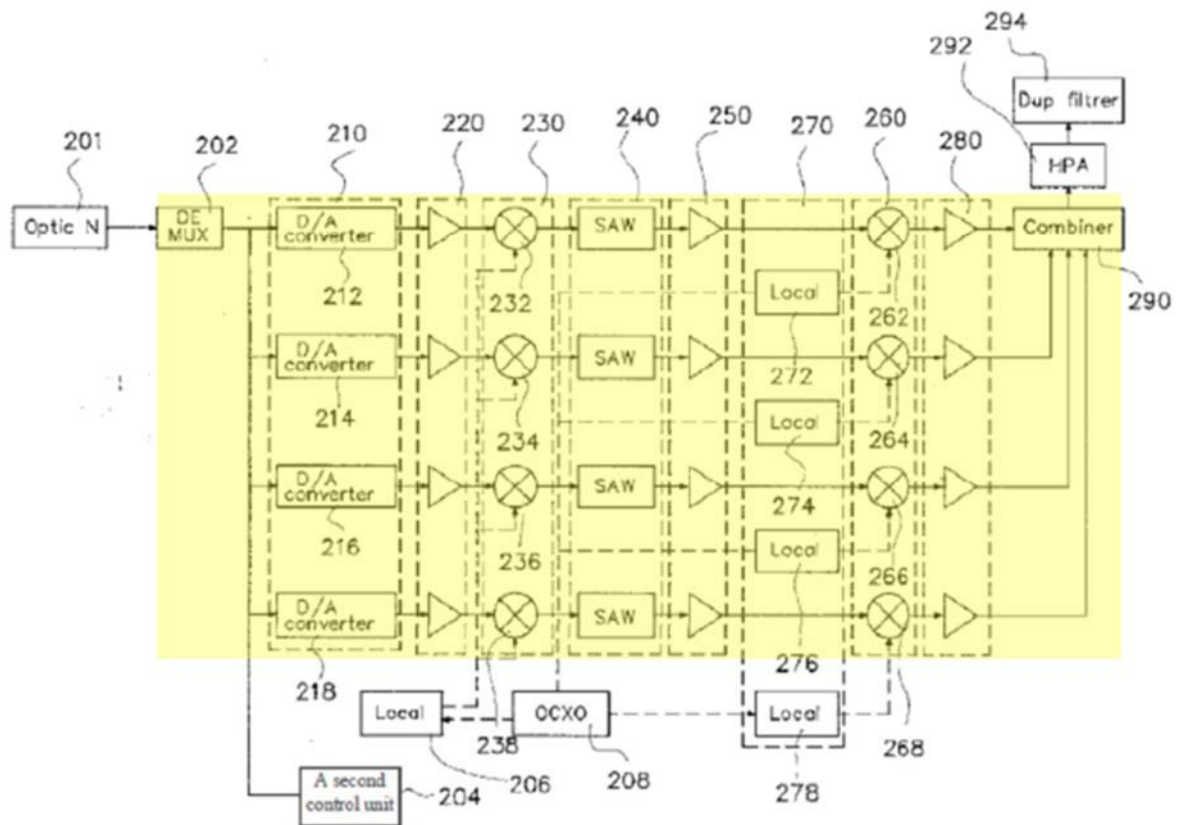 294
292
Dup filtrer
201
202
210
220
230
240
250
270
260
280
HPA
Optic N
DE
MUX
D/A
converter
SAW
Combiner
212
232
Local
262
290
D/A
converter
SAW
272
214
234
Local
264
D/A
converter
SAW
274
216
236
Local
266
D/A
converter
SAW
276
218
Local
238
OCXO
Local
268
206
208
278
A second
control unit
204